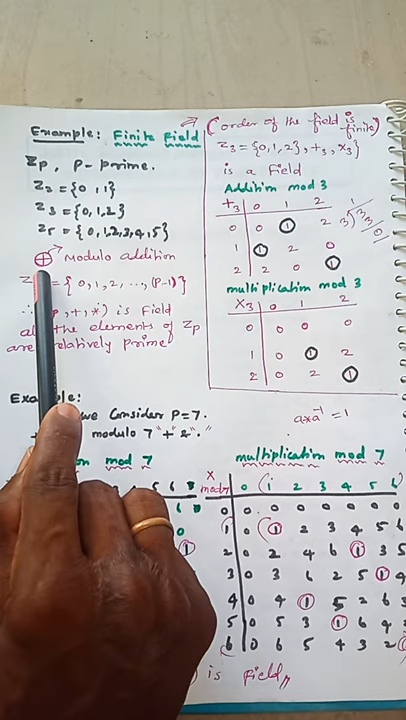 Example: Finite Field
Zp, p - prime.
Z2 = {0, 1}
Z3 = {0,1,2}
Z5 = {0,1,2,3,4,5}
⊕ → Modulo addition
= {0, 1, 2, ..., (p-1)}
∴ , +, *) is Field
the elements of Zp
are relatively prime
(order of the field is finite)
Z3 = {0,1,2}, +3, ×3}
is a Field
Addition mod 3
+3 0 1 2
0 0 1 2
1 1 2 0
2 2 0 1
multiplication mod 3
×3 0 1 2
0 0 0 0
1 0 1 2
2 0 2 1
Example:
we Consider P=7.
modulo 7 "+" & "."
a×a⁻¹ = 1
mod 7
4 5 6
multiplication mod 7
×
mod 7 0 1 2 3 4 5 6
0 0 0 0 0 0 0 0
1 0 1 2 3 4 5 6
2 0 2 4 6 1 3 5
3 0 3 6 2 5 1 4
4 0 4 1 5 2 6 3
5 0 5 3 1 6 4 2
6 0 6 5 4 3 2
is field